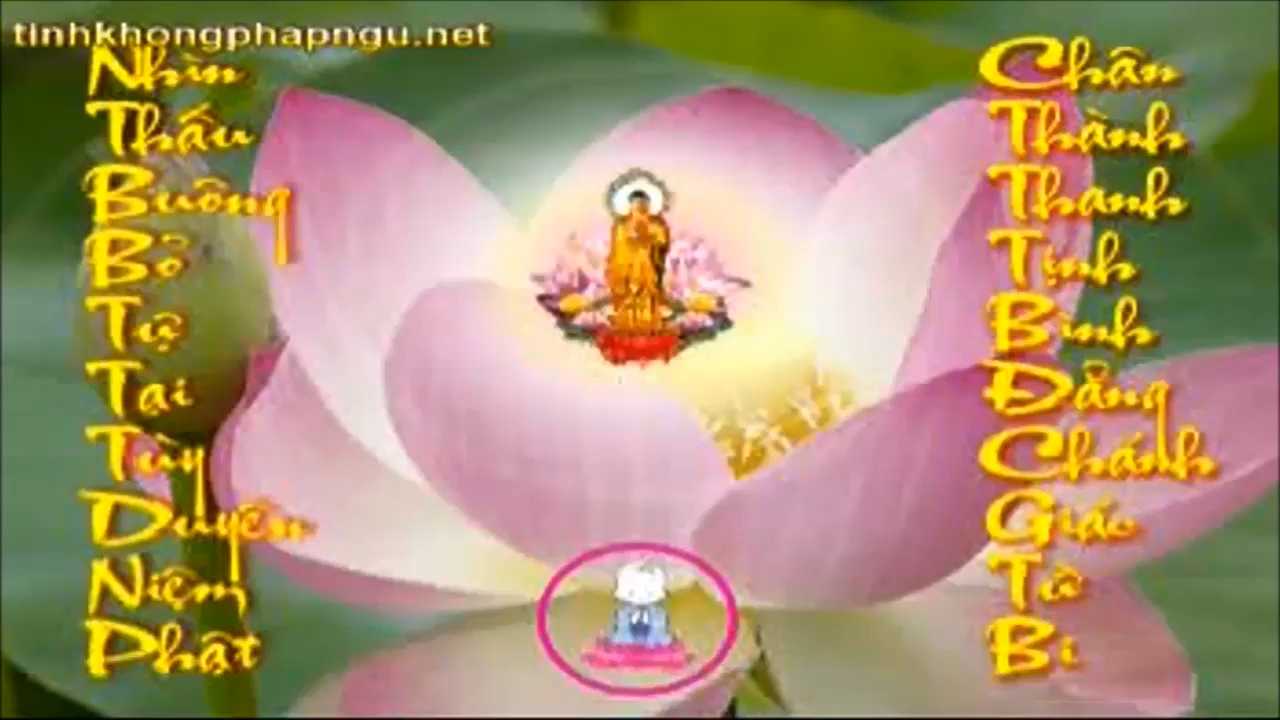 tinhkhongphapngu.net
Nhìn
Thấu
Buông
Bỏ
Tự
Tại
Tùy
Duyên
Niệm
Phật
Chân
Thành
Thanh
Tịnh
Bình
Đẳng
Chánh
Giác
Từ
Bi